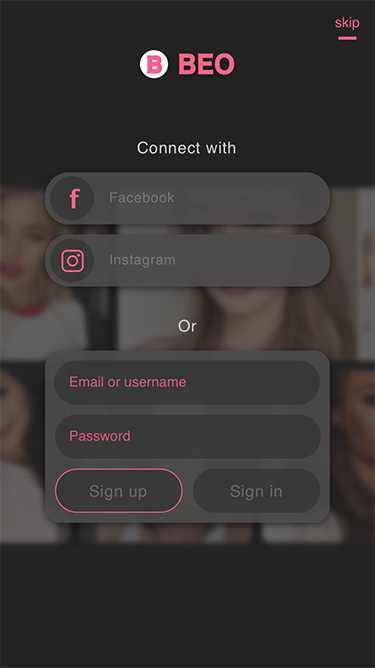 skip
B BEO
Connect with
Facebook
Instagram
Or
Email or username
Password
Sign up
Sign in